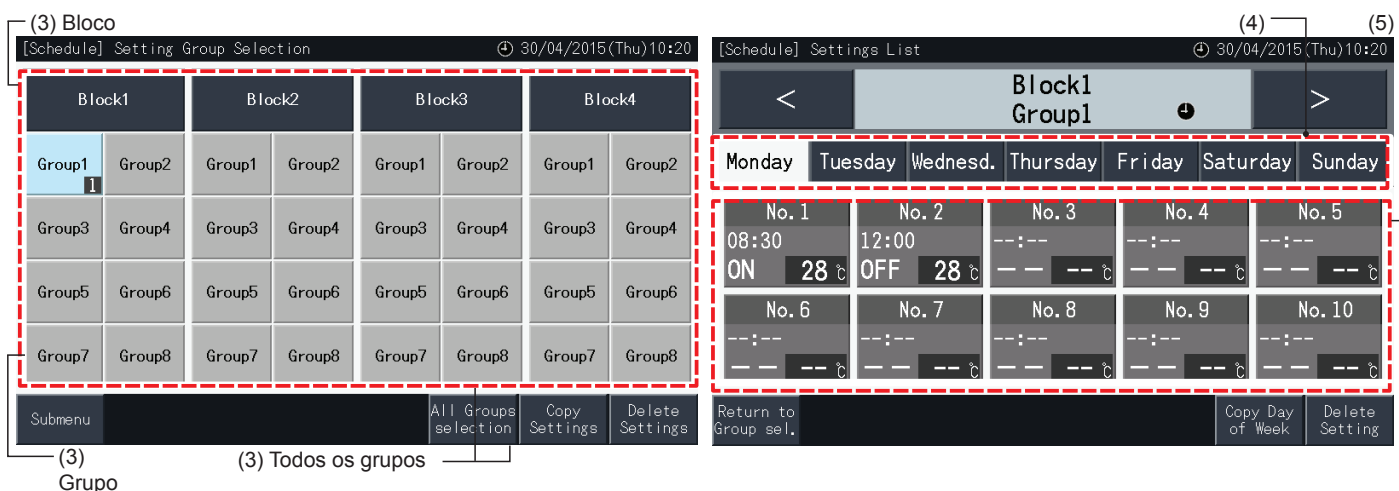 (3) Bloco
[Schedule] Setting Group Selection 30/04/2015(Thu)10:20
Block1 Block2 Block3 Block4
Group1 Group2 Group1 Group2 Group1 Group2 Group1 Group2
1
Group3 Group4 Group3 Group4 Group3 Group4 Group3 Group4
Group5 Group6 Group5 Group6 Group5 Group6 Group5 Group6
Group7 Group8 Group7 Group8 Group7 Group8 Group7 Group8
Submenu All Groups selection Copy Settings Delete Settings
(3) Grupo
(3) Todos os grupos
(4) (5)
[Schedule] Settings List 30/04/2015(Thu)10:20
< Block1 >
Group1
Monday Tuesday Wednesd. Thursday Friday Saturday Sunday
No.1 No.2 No.3 No.4 No.5
08:30 12:00 --:-- --:-- --:--
ON 28℃ OFF 28℃ — — --℃ — — --℃ — — --℃
No.6 No.7 No.8 No.9 No.10
--:-- --:-- --:-- --:-- --:--
— — --℃ — — --℃ — — --℃ — — --℃ — — --℃
Return to Group sel. Copy Day of Week Delete Setting